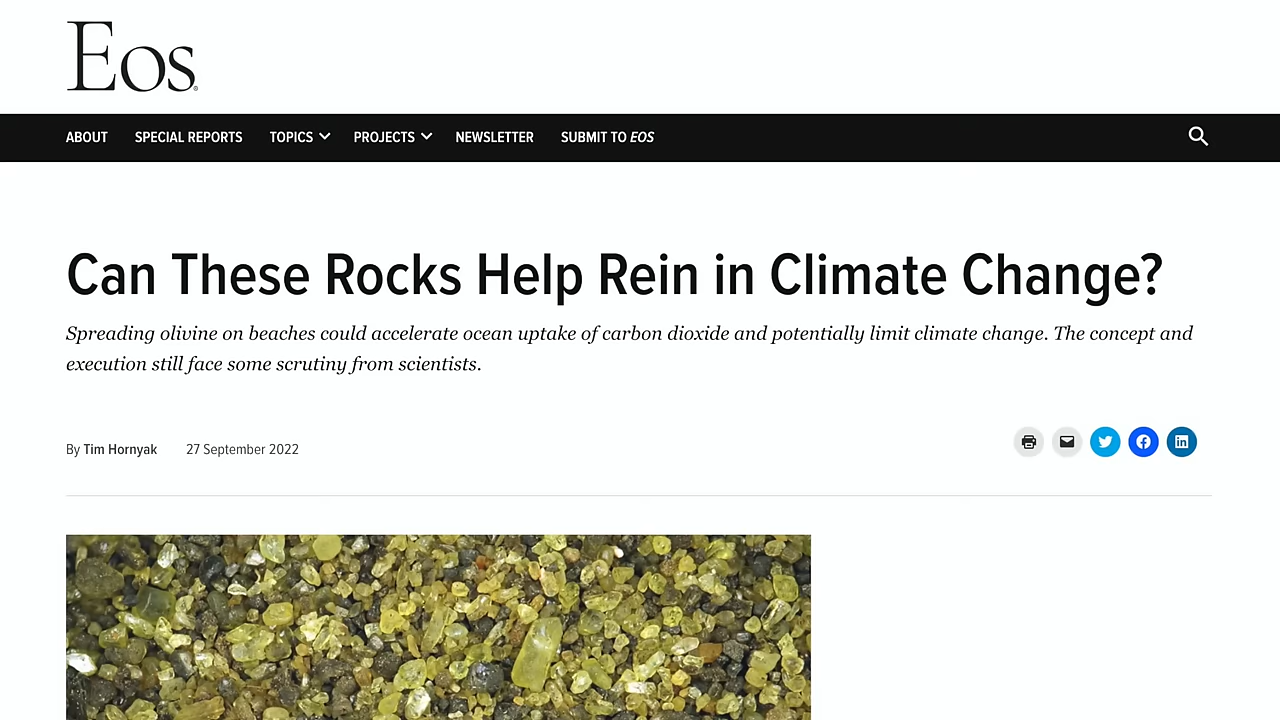 Eos
ABOUT SPECIAL REPORTS TOPICS PROJECTS NEWSLETTER SUBMIT TO EOS
Can These Rocks Help Rein in Climate Change?
Spreading olivine on beaches could accelerate ocean uptake of carbon dioxide and potentially limit climate change. The concept and
execution still face some scrutiny from scientists.
By Tim Hornyak 27 September 2022